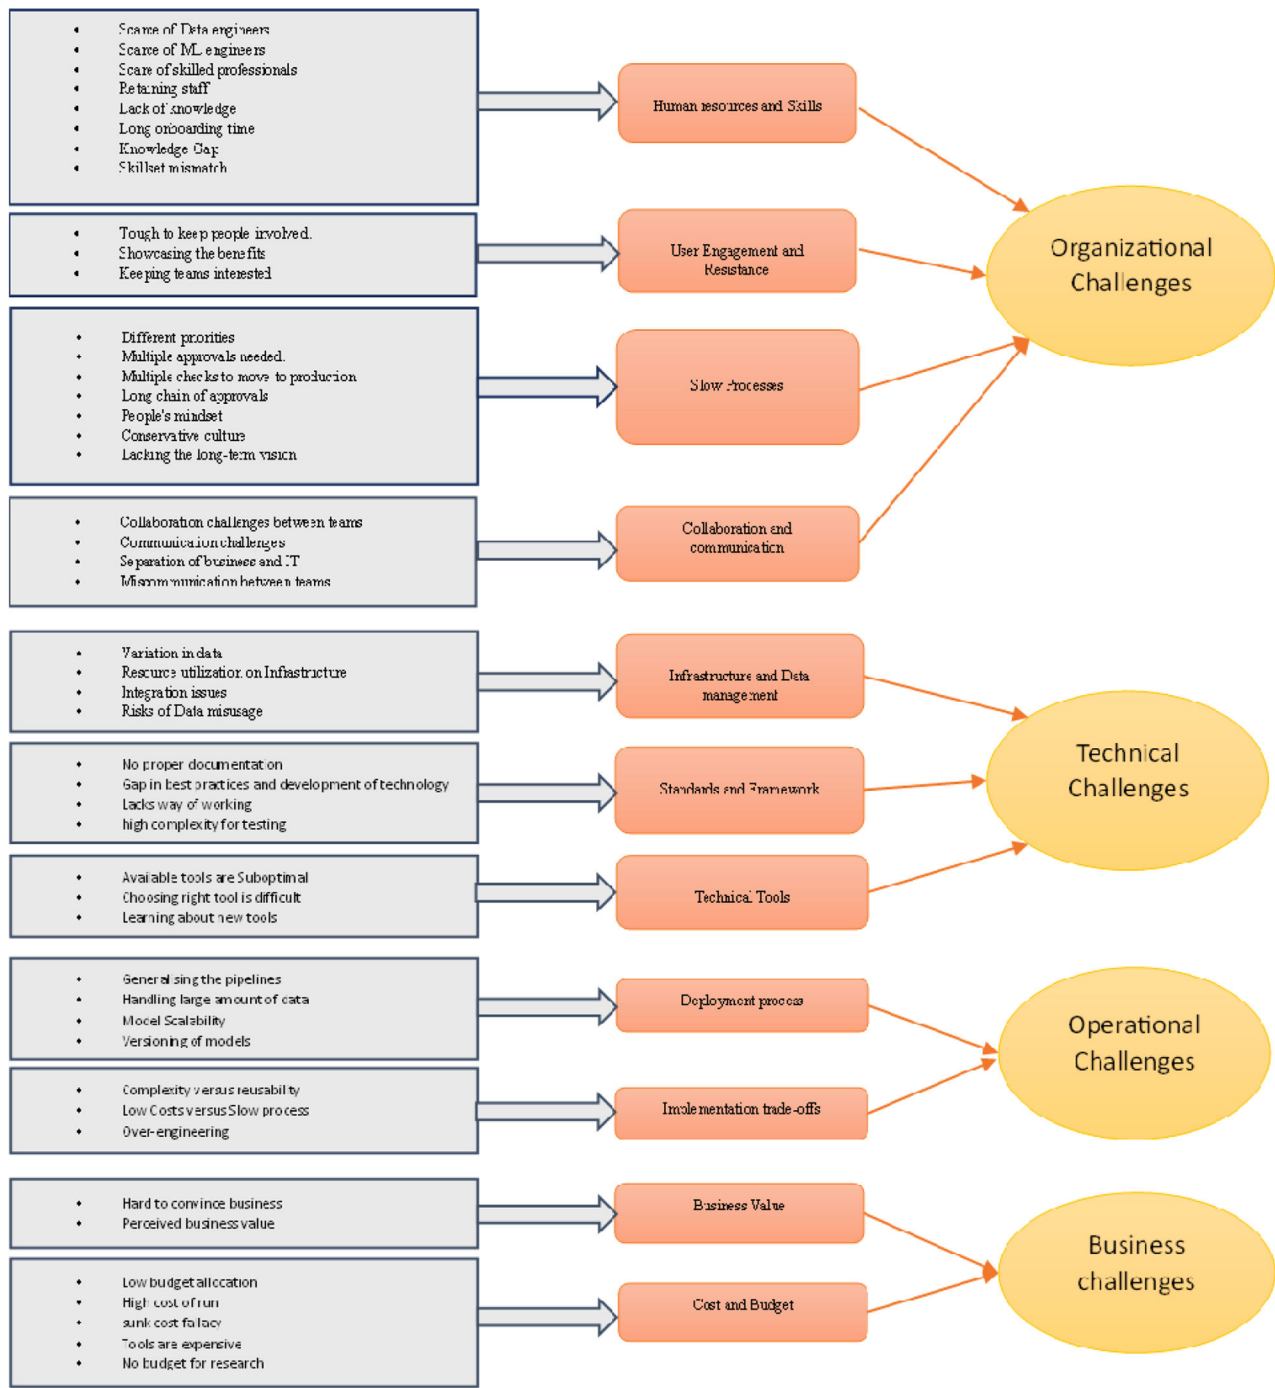 Scarce of Data engineers
Scarce of ML engineers
Scare of skilled professionals
Retaining staff
Lack of knowledge
Long onboarding time
Knowledge Gap
Skillset mismatch
Human resources and Skills
Tough to keep people involved.
Showcasing the benefits
Keeping teams interested
User Engagement and
Resistance
Organizational
Challenges
Different priorities
Multiple approvals needed.
Multiple checks to move to production
Long chain of approvals
People's mindset
Conservative culture
Lacking the long-term vision
Slow Processes
Collaboration challenges between teams
Communication challenges
Separation of business and IT
Miscommunication between teams
Collaboration and
communication
Variation in data
Resource utilization on Infrastructure
Integration issues
Risks of Data misusage
Infrastructure and Data
management
No proper documentation
Gap in best practices and development of technology
Lacks way of working
high complexity for testing
Standards and Framework
Technical
Challenges
Available tools are Suboptimal
Choosing right tool is difficult
Learning about new tools
Technical Tools
Generalising the pipelines
Handling large amount of data
Model Scalability
Versioning of models
Deployment process
Operational
Challenges
Complexity versus reusability
Low Costs versus Slow process
Over-engineering
Implementation trade-offs
Hard to convince business
Perceived business value
Business Value
Business
challenges
Low budget allocation
High cost of run
sunk cost fallacy
Tools are expensive
No budget for research
Cost and Budget